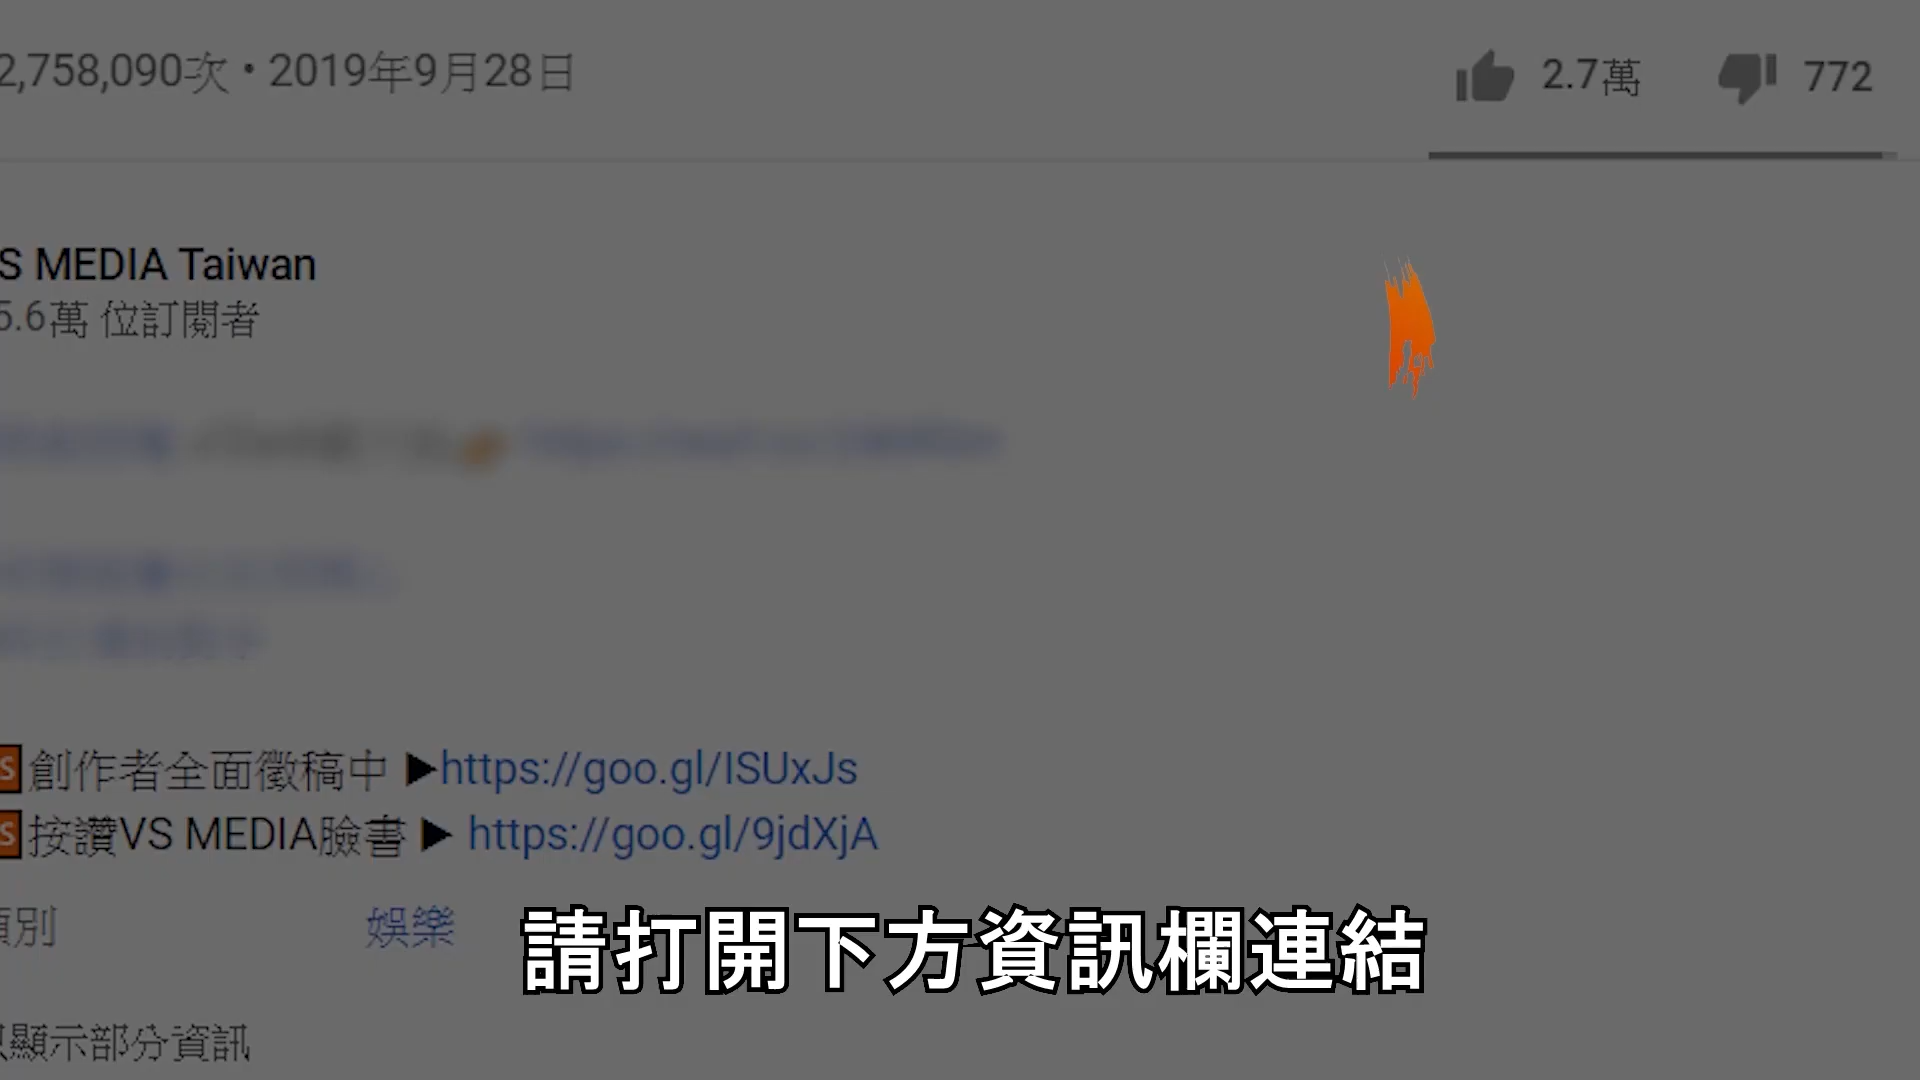 2,758,090次 • 2019年9月28日
2.7萬
772
S MEDIA Taiwan
5.6萬 位訂閱者
S 創作者全面徵稿中 ▶https://goo.gl/ISUxJs
S 按讚VS MEDIA臉書 ▶ https://goo.gl/9jdXjA
類別 娛樂
請打開下方資訊欄連結
只顯示部分資訊